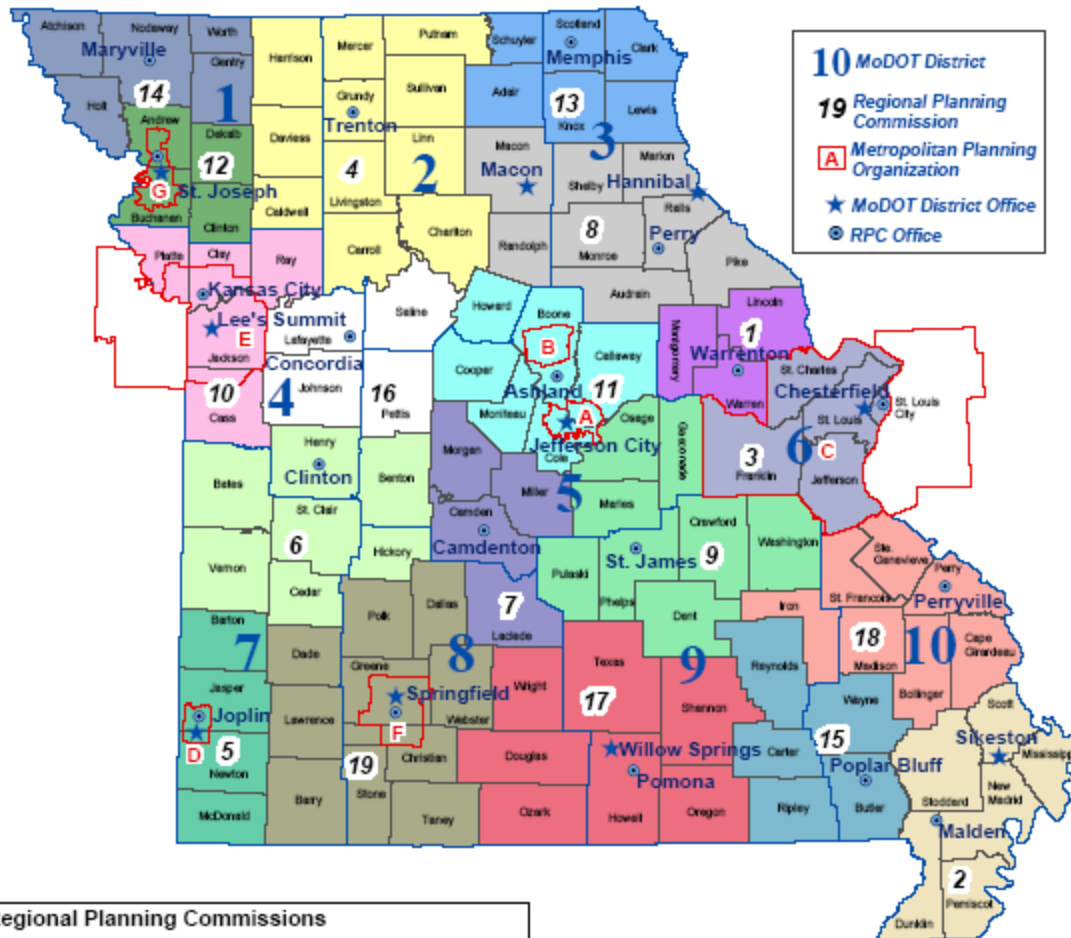 10 MoDOT District
19 Regional Planning
Commission
A Metropolitan Planning
Organization
MoDOT District Office
RPC Office
Atchison
Nodaway
Worth
Harrison
Mercer
Putnam
Schuyler
Scotland
Clark
Maryville
Memphis
Gentry
Holt
14
1
Adair
13
Knox
Lewis
Sullivan
Grundy
Trenton
Andrew
Dekalb
Daviess
Linn
Macon
Macon
3
Marion
12
4
2
Shelby
Hannibal
G
St. Joseph
Buchanan
Clinton
Caldwell
Livingston
Chariton
Carroll
Randolph
8
Monroe
Ralls
Perry
Pike
Platte
Clay
Ray
Audrain
Kansas City
Saline
Howard
Boone
Lincoln
Lee's Summit
E
Lafayette
Jackson
Concordia
B
Callaway
Montgomery
1
Warrenton
St. Charles
Cooper
Ashland
11
Warren
Chesterfield
St. Louis
St. Louis
City
10
Cass
4
Johnson
16
Pettis
Moniteau
A
Osage
Jefferson City
Cole
Gasconade
3
Franklin
6
C
Jefferson
Henry
Clinton
Morgan
Bates
Benton
Miller
5
Maries
St. Clair
Camden
Crawford
Washington
6
Hickory
Camdenton
St. James
9
Ste.
Genevieve
Vernon
Cedar
Pulaski
Phelps
Dent
Iron
St. Francois
Perry
Perryville
Barton
Polk
Dallas
7
Laclede
18
Madison
10
Cape
Girardeau
7
Dade
Greene
8
Texas
9
Reynolds
Bollinger
Jasper
Joplin
Springfield
Wright
17
Shannon
Wayne
Scott
Lawrence
Webster
D
5
Newton
F
19
Christian
Douglas
Willow Springs
Pomona
Carter
15
Poplar Bluff
Sikeston
Mississipp
Stoddard
New
Madrid
McDonald
Barry
Stone
Taney
Ozark
Howell
Oregon
Ripley
Butler
Malden
2
Pemiscot
Dunklin
egional Planning Commissions